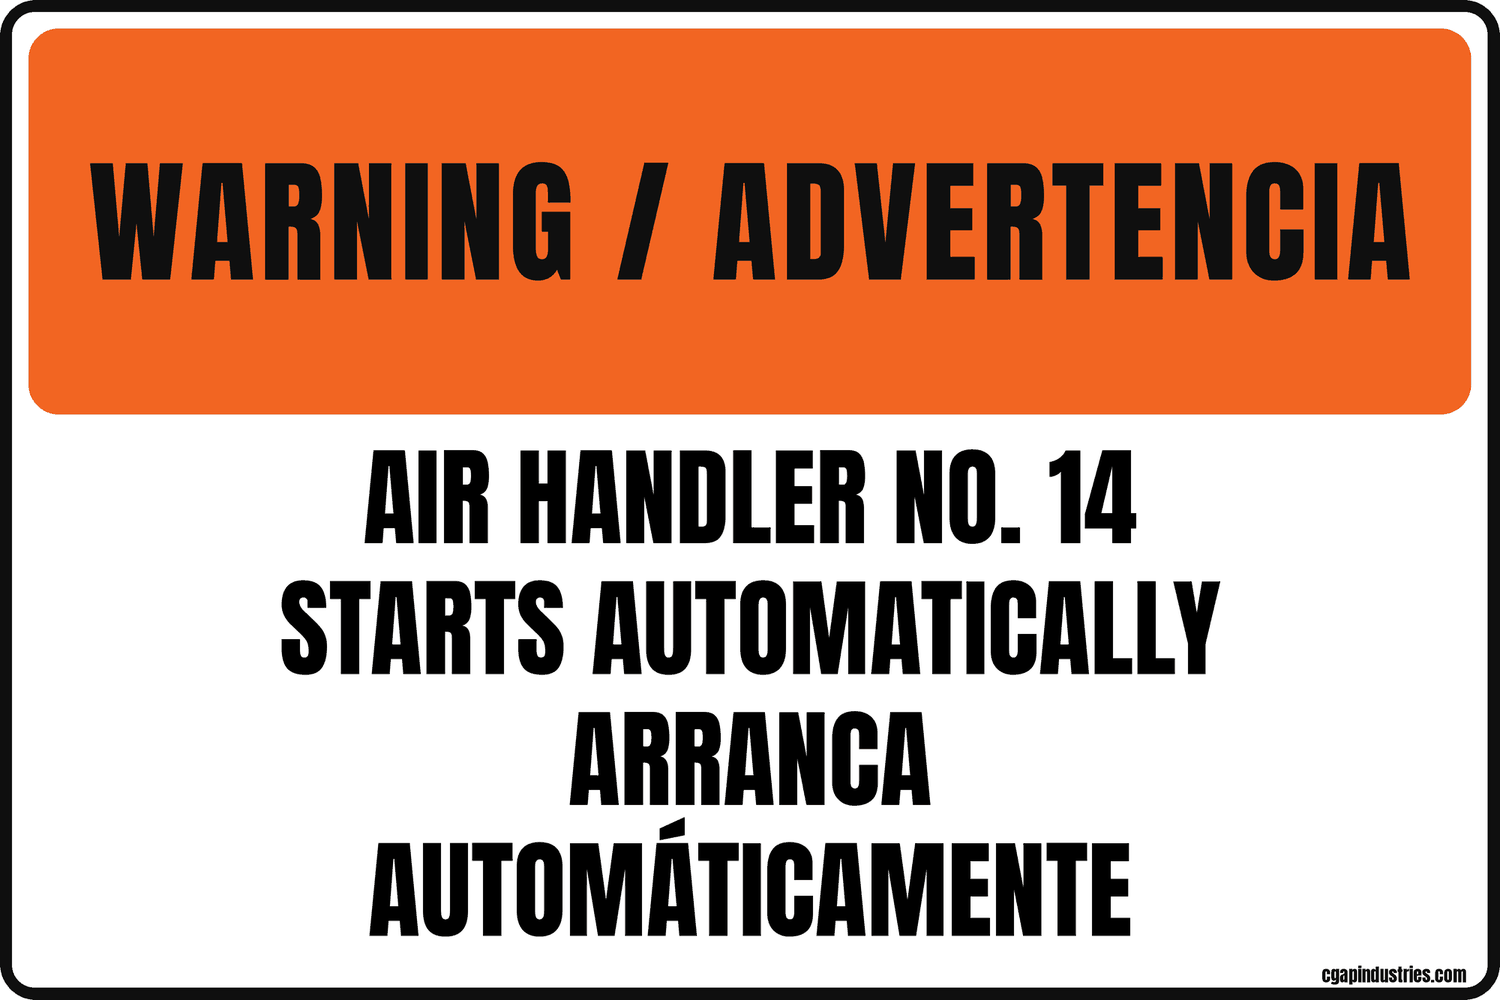 WARNING / ADVERTENCIA
AIR HANDLER NO. 14
STARTS AUTOMATICALLY
ARRANCA
AUTOMÁTICAMENTE
cgapindustries.com